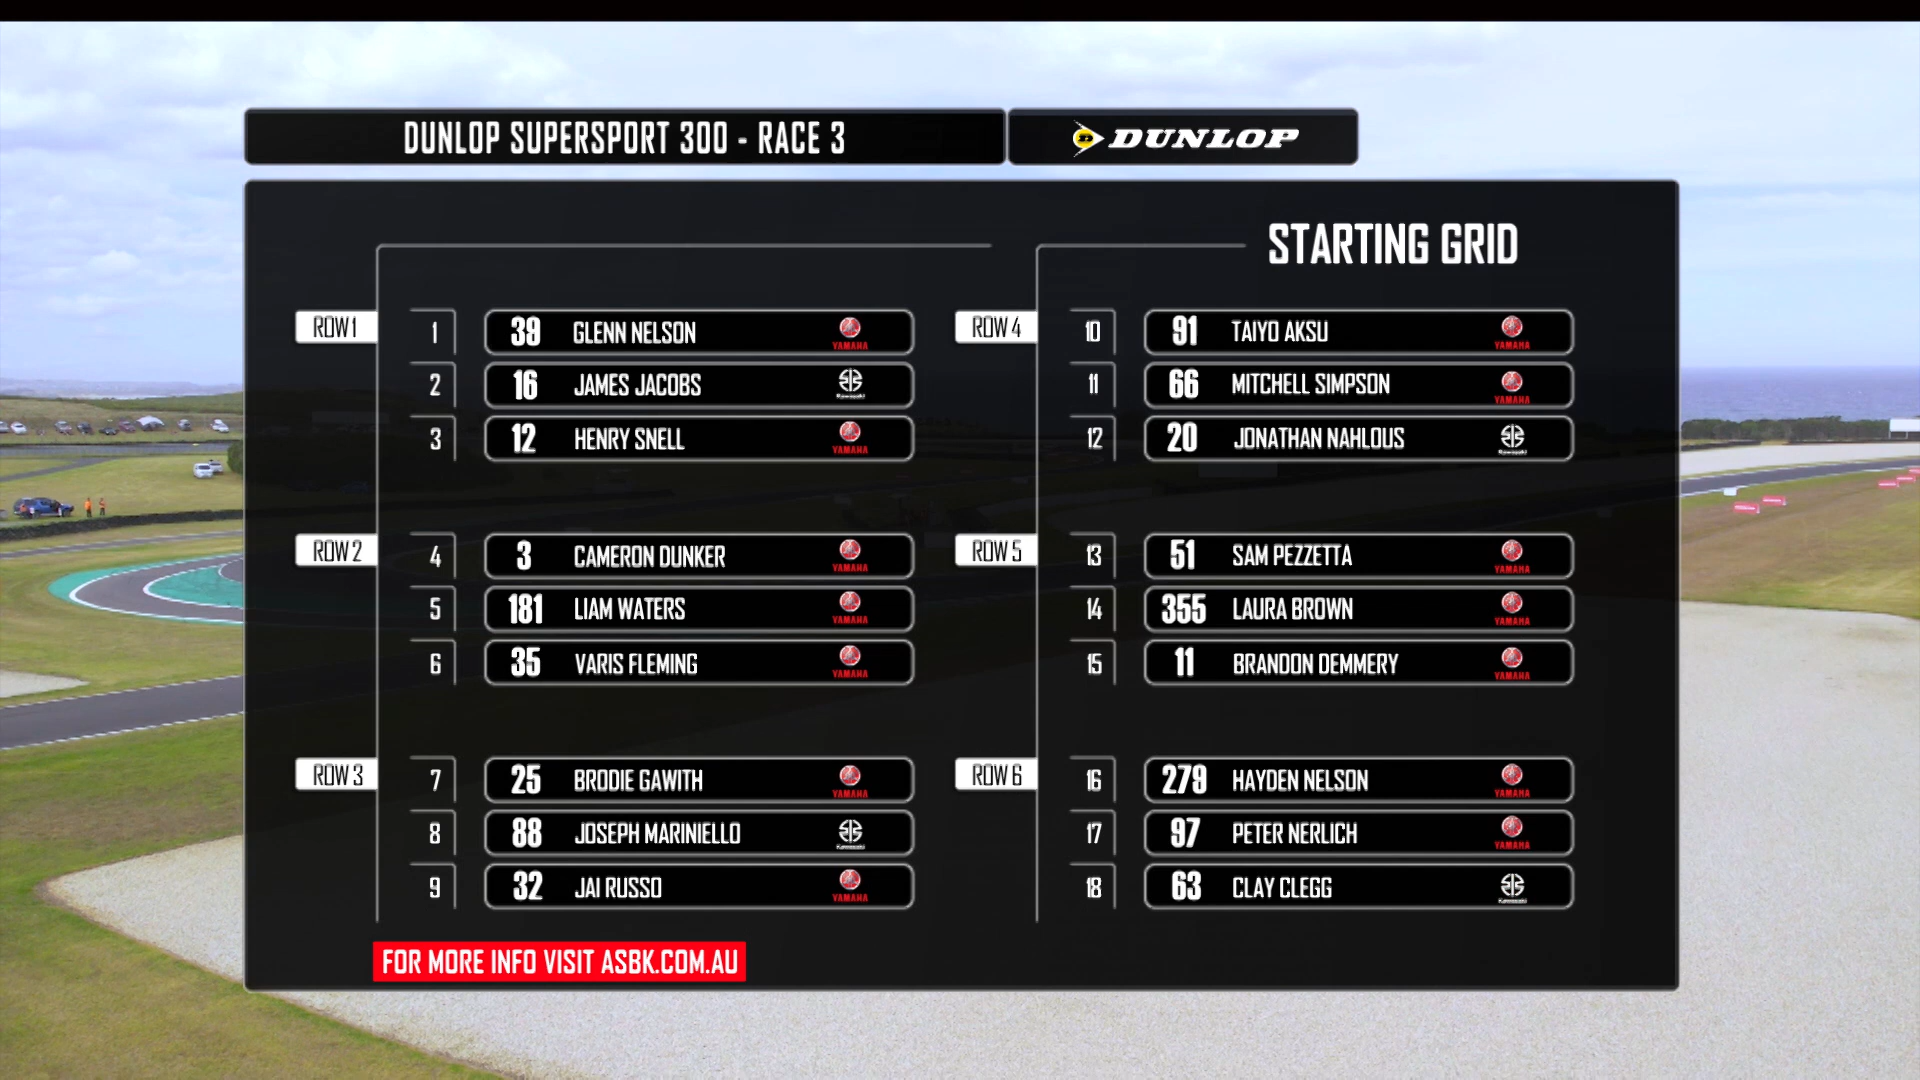 DUNLOP SUPERSPORT 300 - RACE 3
DUNLOP
STARTING GRID
ROW 1
1 39 GLENN NELSON YAMAHA
2 16 JAMES JACOBS Kawasaki
3 12 HENRY SNELL YAMAHA
ROW 2
4 3 CAMERON DUNKER YAMAHA
5 181 LIAM WATERS YAMAHA
6 35 VARIS FLEMING YAMAHA
ROW 3
7 25 BRODIE GAWITH YAMAHA
8 88 JOSEPH MARINIELLO Kawasaki
9 32 JAI RUSSO YAMAHA
ROW 4
10 91 TAIYO AKSU YAMAHA
11 66 MITCHELL SIMPSON YAMAHA
12 20 JONATHAN NAHLOUS Kawasaki
ROW 5
13 51 SAM PEZZETTA YAMAHA
14 355 LAURA BROWN YAMAHA
15 11 BRANDON DEMMERY YAMAHA
ROW 6
16 279 HAYDEN NELSON YAMAHA
17 97 PETER NERLICH YAMAHA
18 63 CLAY CLEGG Kawasaki
FOR MORE INFO VISIT ASBK.COM.AU